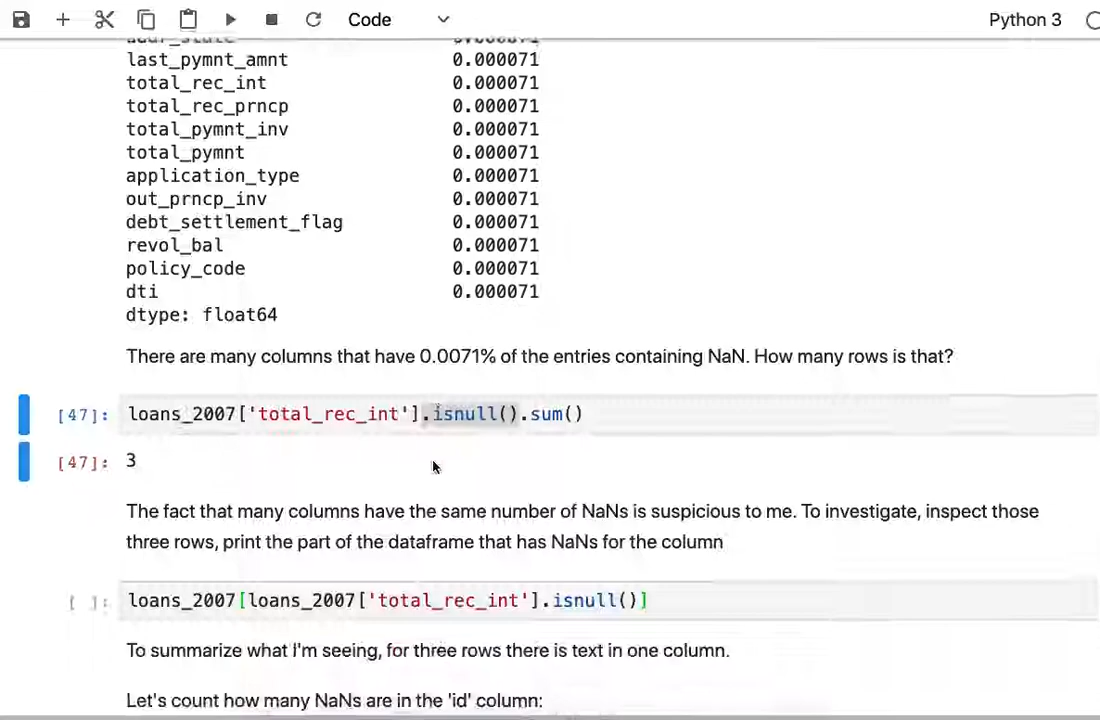 Code
Python 3
last_pymnt_amnt 0.000071
total_rec_int 0.000071
total_rec_prncp 0.000071
total_pymnt_inv 0.000071
total_pymnt 0.000071
application_type 0.000071
out_prncp_inv 0.000071
debt_settlement_flag 0.000071
revol_bal 0.000071
policy_code 0.000071
dti 0.000071
dtype: float64
There are many columns that have 0.0071% of the entries containing NaN. How many rows is that?
[47]: loans_2007['total_rec_int'].isnull().sum()
[47]: 3
The fact that many columns have the same number of NaNs is suspicious to me. To investigate, inspect those
three rows, print the part of the dataframe that has NaNs for the column
[ ]: loans_2007[loans_2007['total_rec_int'].isnull()]
To summarize what I'm seeing, for three rows there is text in one column.
Let's count how many NaNs are in the 'id' column: